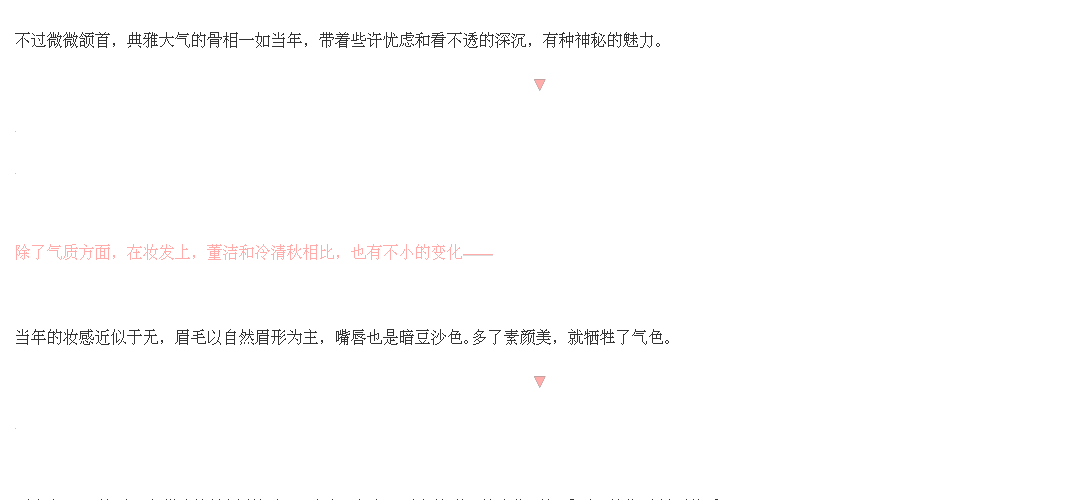 不过微微颔首，典雅大气的骨相一如当年，带着些许忧虑和看不透的深沉，有种神秘的魅力。
▼
除了气质方面，在妆发上，董洁和冷清秋相比，也有不小的变化——
当年的妆感近似于无，眉毛以自然眉形为主，嘴唇也是暗豆沙色。多了素颜美，就牺牲了气色。
▼